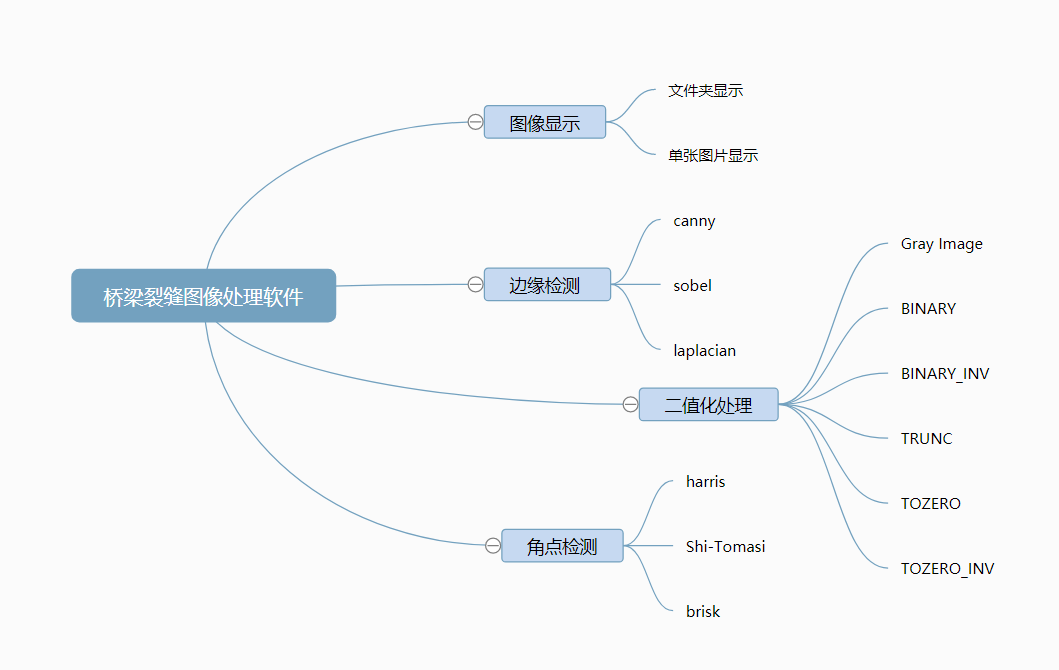 桥梁裂缝图像处理软件
图像显示
文件夹显示
单张图片显示
边缘检测
canny
sobel
laplacian
二值化处理
Gray Image
BINARY
BINARY_INV
TRUNC
TOZERO
TOZERO_INV
角点检测
harris
Shi-Tomasi
brisk